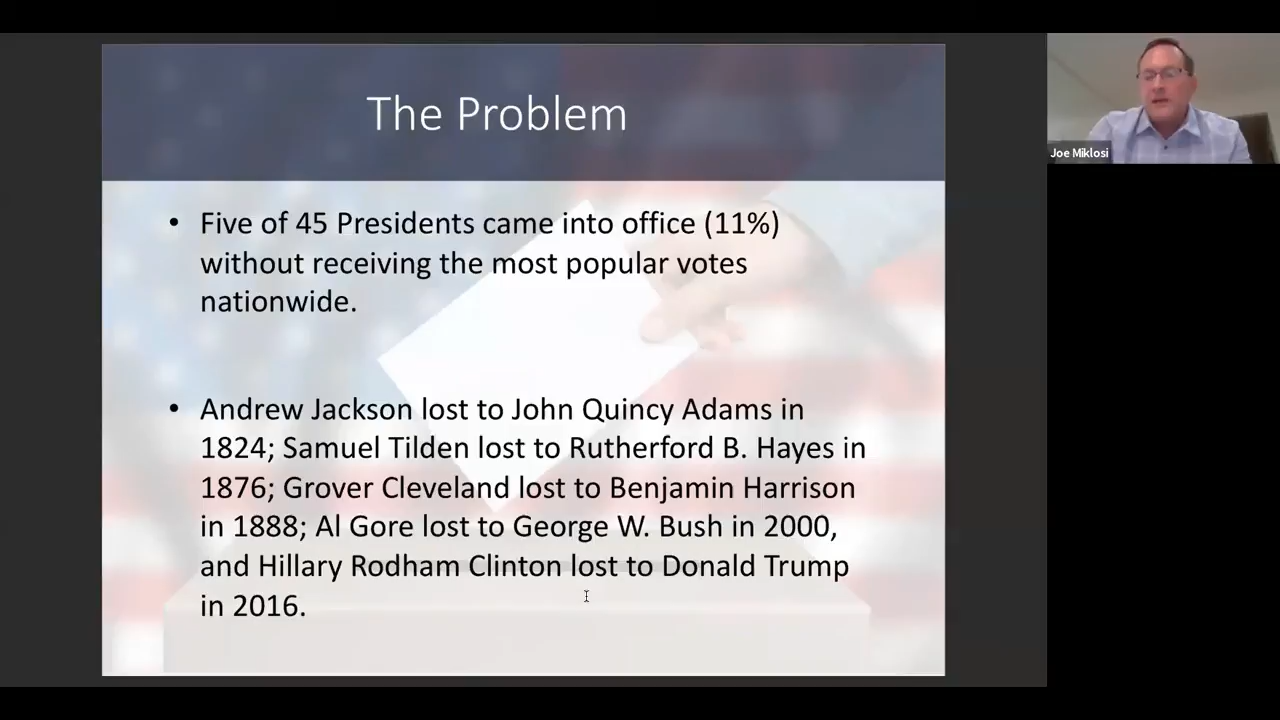 The Problem
• Five of 45 Presidents came into office (11%)
without receiving the most popular votes
nationwide.
• Andrew Jackson lost to John Quincy Adams in
1824; Samuel Tilden lost to Rutherford B. Hayes in
1876; Grover Cleveland lost to Benjamin Harrison
in 1888; Al Gore lost to George W. Bush in 2000,
and Hillary Rodham Clinton lost to Donald Trump
in 2016.
Joe Miklosi